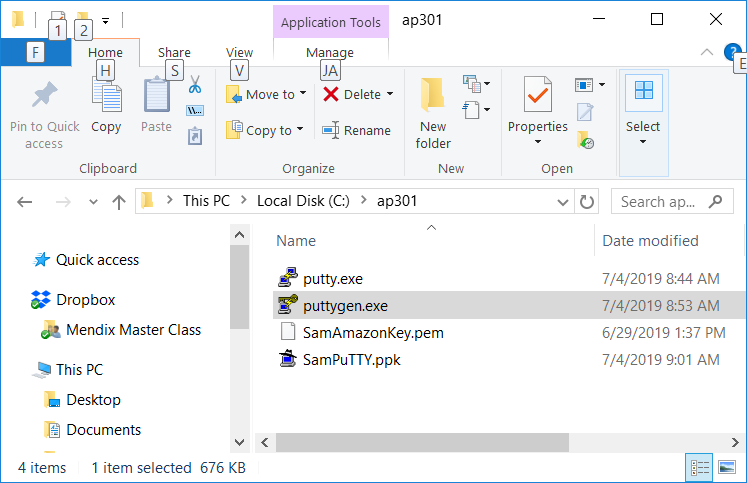 1 2 Application Tools ap301
F Home Share View Manage
H S V JA E
Pin to Quick access
Copy
Paste
Clipboard
Move to
Copy to
Delete
Rename
Organize
New folder
New
Properties
Open
Select
This PC Local Disk (C:) ap301 Search ap...
Name Date modified
Quick access
Dropbox
Mendix Master Class
This PC
Desktop
Documents
putty.exe 7/4/2019 8:44 AM
puttygen.exe 7/4/2019 8:53 AM
SamAmazonKey.pem 6/29/2019 1:37 PM
SamPuTTY.ppk 7/4/2019 9:01 AM
4 items 1 item selected 676 KB